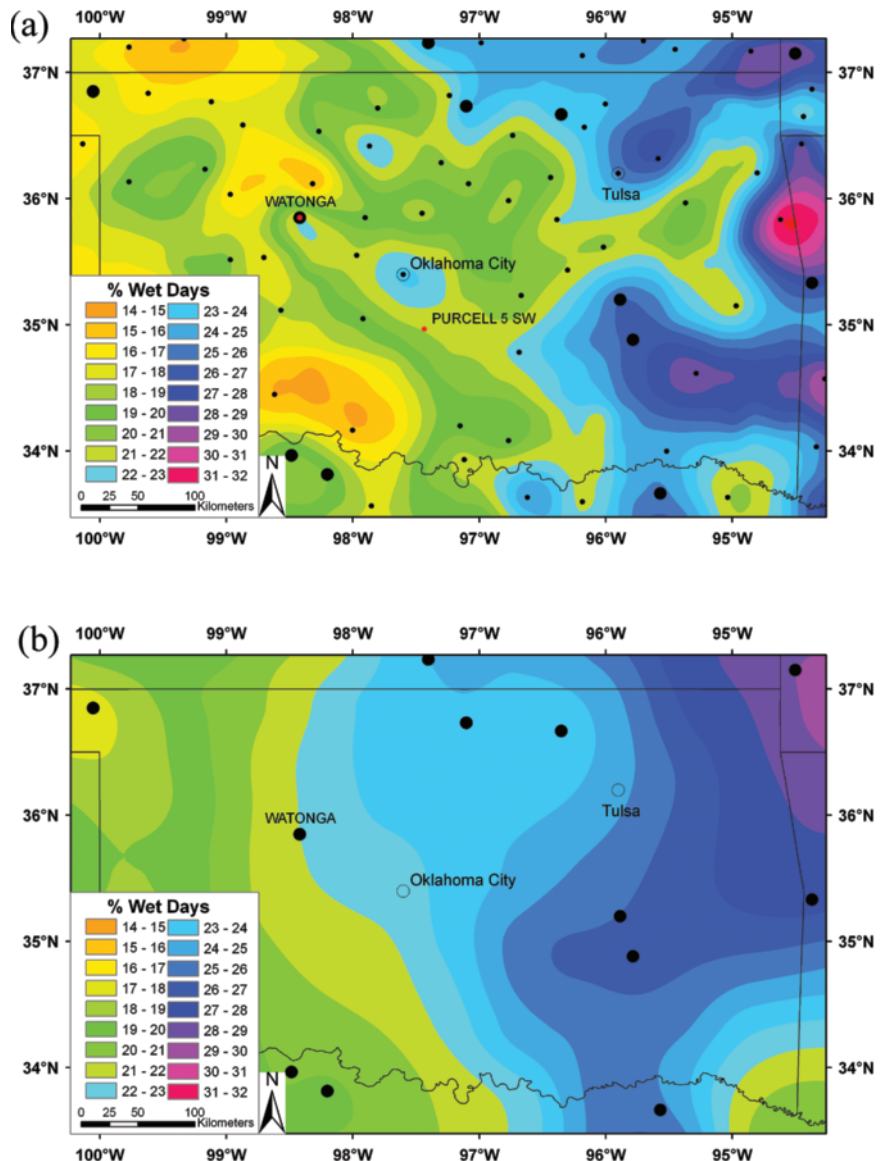 (a)
100°W 99°W 98°W 97°W 96°W 95°W
37°N 37°N
36°N 36°N
WATONGA
Tulsa
Oklahoma City
PURCELL 5 SW
35°N 35°N
34°N 34°N
% Wet Days
14 - 15 23 - 24
15 - 16 24 - 25
16 - 17 25 - 26
17 - 18 26 - 27
18 - 19 27 - 28
19 - 20 28 - 29
20 - 21 29 - 30
21 - 22 30 - 31
22 - 23 31 - 32
N
0 25 50 100
Kilometers
100°W 99°W 98°W 97°W 96°W 95°W
(b)
100°W 99°W 98°W 97°W 96°W 95°W
37°N 37°N
36°N 36°N
WATONGA
Tulsa
Oklahoma City
35°N 35°N
34°N 34°N
% Wet Days
14 - 15 23 - 24
15 - 16 24 - 25
16 - 17 25 - 26
17 - 18 26 - 27
18 - 19 27 - 28
19 - 20 28 - 29
20 - 21 29 - 30
21 - 22 30 - 31
22 - 23 31 - 32
N
0 25 50 100
Kilometers
100°W 99°W 98°W 97°W 96°W 95°W